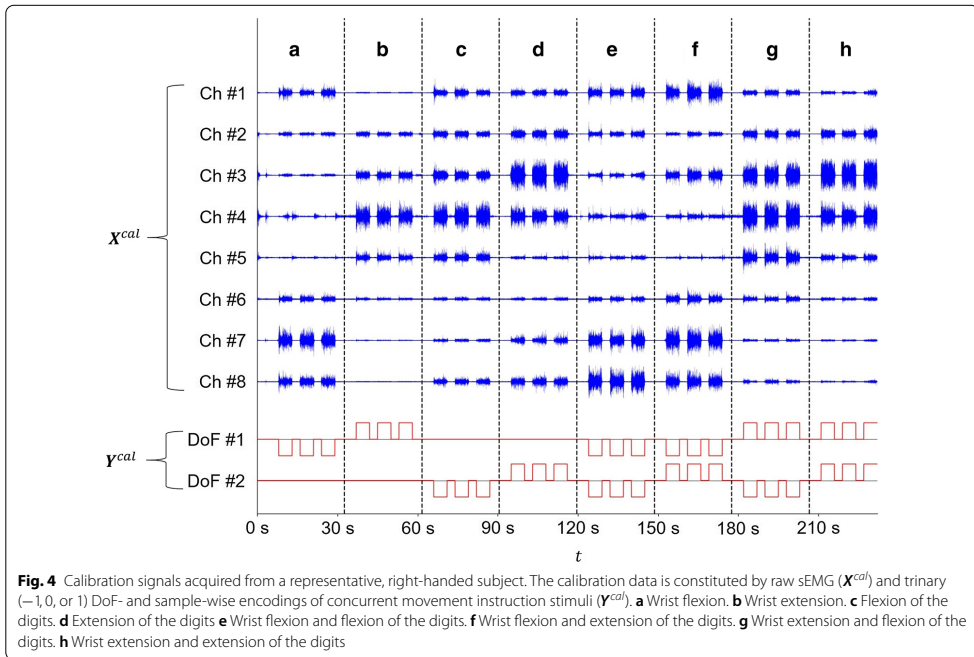 a b c d e f g h
Ch #1
Ch #2
Ch #3
Ch #4
Ch #5
Ch #6
Ch #7
Ch #8
X^cal
DoF #1
DoF #2
Y^cal
0 s 30 s 60 s 90 s 120 s 150 s 180 s 210 s
t
Fig. 4 Calibration signals acquired from a representative, right-handed subject. The calibration data is constituted by raw sEMG (X^cal) and trinary
(−1, 0, or 1) DoF- and sample-wise encodings of concurrent movement instruction stimuli (Y^cal). a Wrist flexion. b Wrist extension. c Flexion of the
digits. d Extension of the digits e Wrist flexion and flexion of the digits. f Wrist flexion and extension of the digits. g Wrist extension and flexion of the
digits. h Wrist extension and extension of the digits